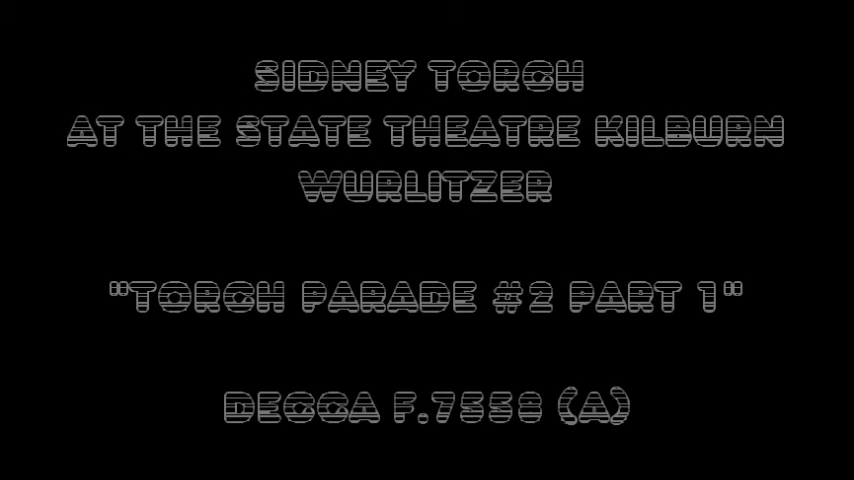 SIDNEY TORCH
AT THE STATE THEATRE KILBURN
WURLITZER
"TORCH PARADE #2 PART 1"
DECCA F.7558 (A)